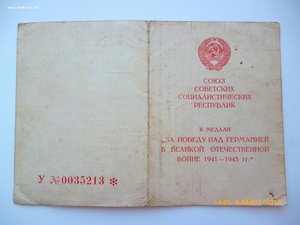 СОЮЗ
СОВЕТСКИХ
СОЦИАЛИСТИЧЕСКИХ
РЕСПУБЛИК
К МЕДАЛИ
„ЗА ПОБЕДУ НАД ГЕРМАНИЕЙ
В ВЕЛИКОЙ ОТЕЧЕСТВЕННОЙ
ВОЙНЕ 1941—1945 гг."
У №0035213 *